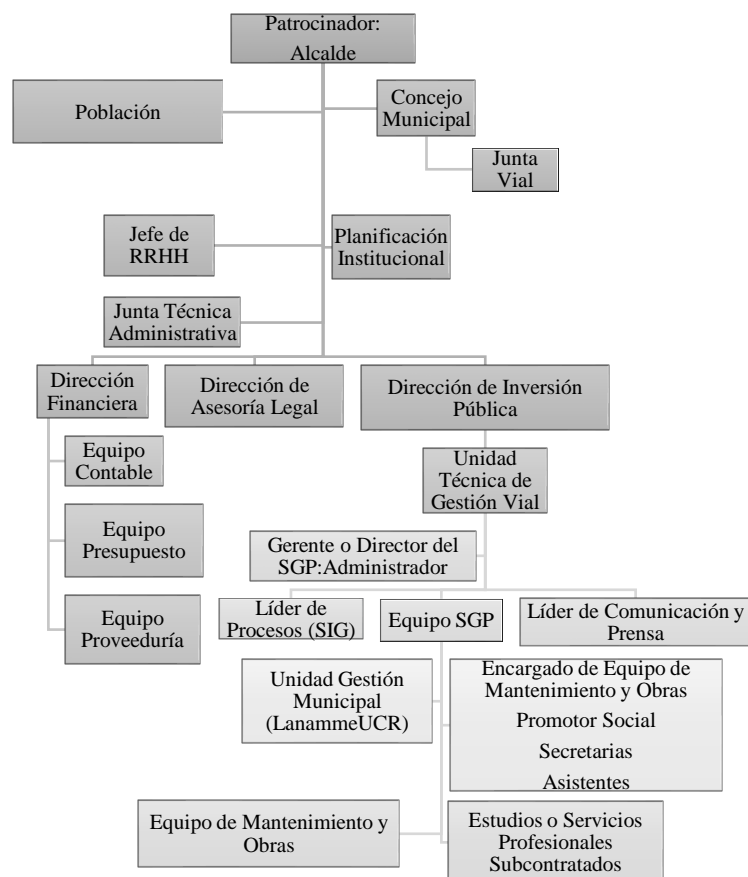 Patrocinador:
Alcalde
Población
Concejo
Municipal
Junta
Vial
Jefe de
RRHH
Planificación
Institucional
Junta Técnica
Administrativa
Dirección
Financiera
Dirección de
Asesoría Legal
Dirección de Inversión
Pública
Equipo
Contable
Unidad
Técnica de
Gestión Vial
Equipo
Presupuesto
Gerente o Director del
SGP:Administrador
Equipo
Proveeduría
Líder de
Procesos (SIG)
Equipo SGP
Líder de Comunicación y
Prensa
Unidad Gestión
Municipal
(LanammeUCR)
Encargado de Equipo de
Mantenimiento y Obras
Promotor Social
Secretarias
Asistentes
Equipo de Mantenimiento y
Obras
Estudios o Servicios
Profesionales
Subcontratados